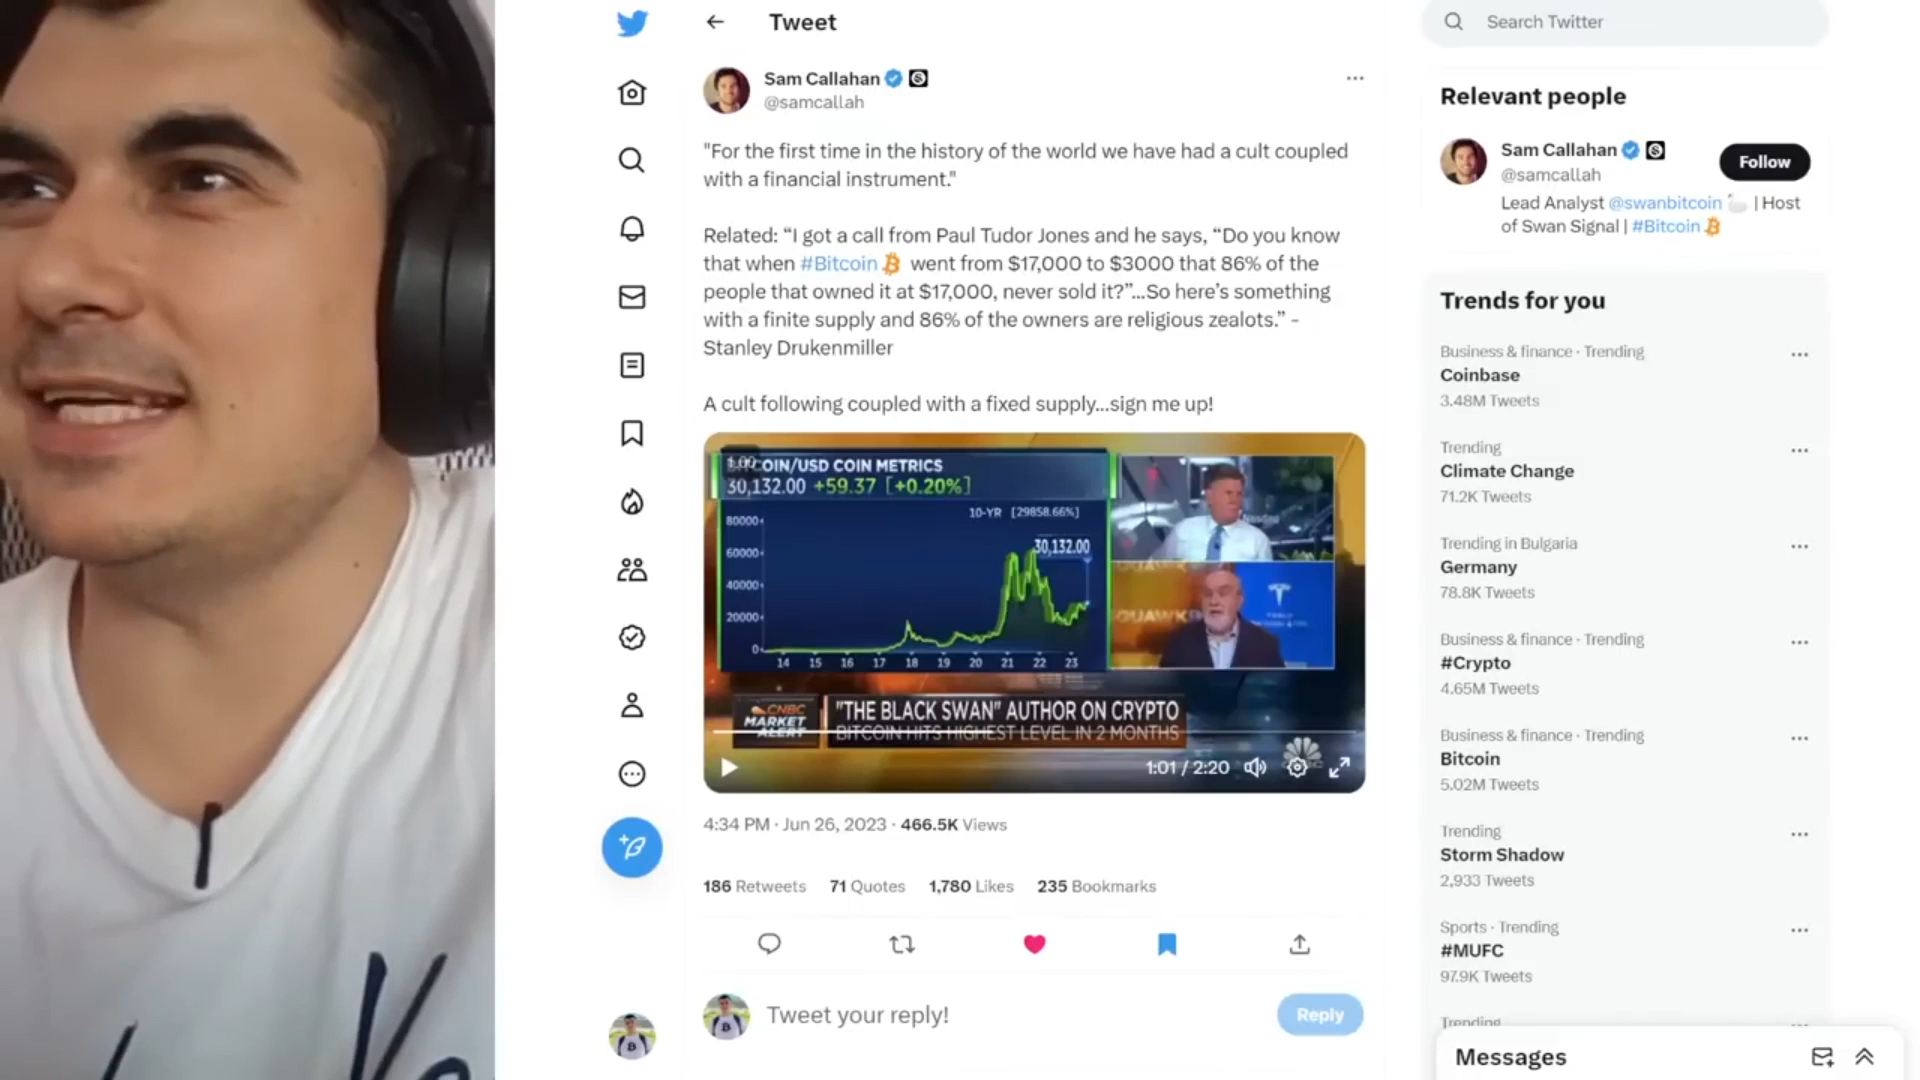 Tweet
Search Twitter
Sam Callahan
@samcallah
"For the first time in the history of the world we have had a cult coupled
with a financial instrument."
Related: “I got a call from Paul Tudor Jones and he says, “Do you know
that when #Bitcoin went from $17,000 to $3000 that 86% of the
people that owned it at $17,000, never sold it?”...So here’s something
with a finite supply and 86% of the owners are religious zealots.” -
Stanley Drukenmiller
A cult following coupled with a fixed supply...sign me up!
COIN/USD COIN METRICS
30,132.00 +59.37 [+0.20%]
10-YR [29858.66%]
80000
60000
40000
20000
0
30,132.00
14 15 16 17 18 19 20 21 22 23
Nasdaq
CNBC
MARKET
ALERT
"THE BLACK SWAN" AUTHOR ON CRYPTO
BITCOIN HITS HIGHEST LEVEL IN 2 MONTHS
1:01 / 2:20
4:34 PM · Jun 26, 2023 · 466.5K Views
186 Retweets 71 Quotes 1,780 Likes 235 Bookmarks
Tweet your reply!
Reply
Relevant people
Sam Callahan
@samcallah
Follow
Lead Analyst @swanbitcoin | Host
of Swan Signal | #Bitcoin
Trends for you
Business & finance · Trending
Coinbase
3.48M Tweets
Trending
Climate Change
71.2K Tweets
Trending in Bulgaria
Germany
78.8K Tweets
Business & finance · Trending
#Crypto
4.65M Tweets
Business & finance · Trending
Bitcoin
5.02M Tweets
Trending
Storm Shadow
2,933 Tweets
Sports · Trending
#MUFC
97.9K Tweets
Trending
Messages